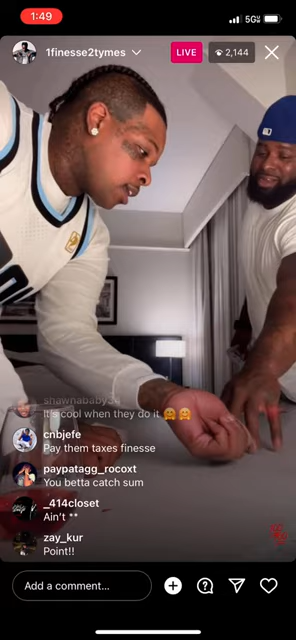 1:49
5G
1finesse2tymes
LIVE
2,144
shawnababy34
It's cool when they do it 🤗🤗
cnbjefe
Pay them taxes finesse
paypatagg_rocoxt
You betta catch sum
_414closet
Ain't **
zay_kur
Point!!
Add a comment...